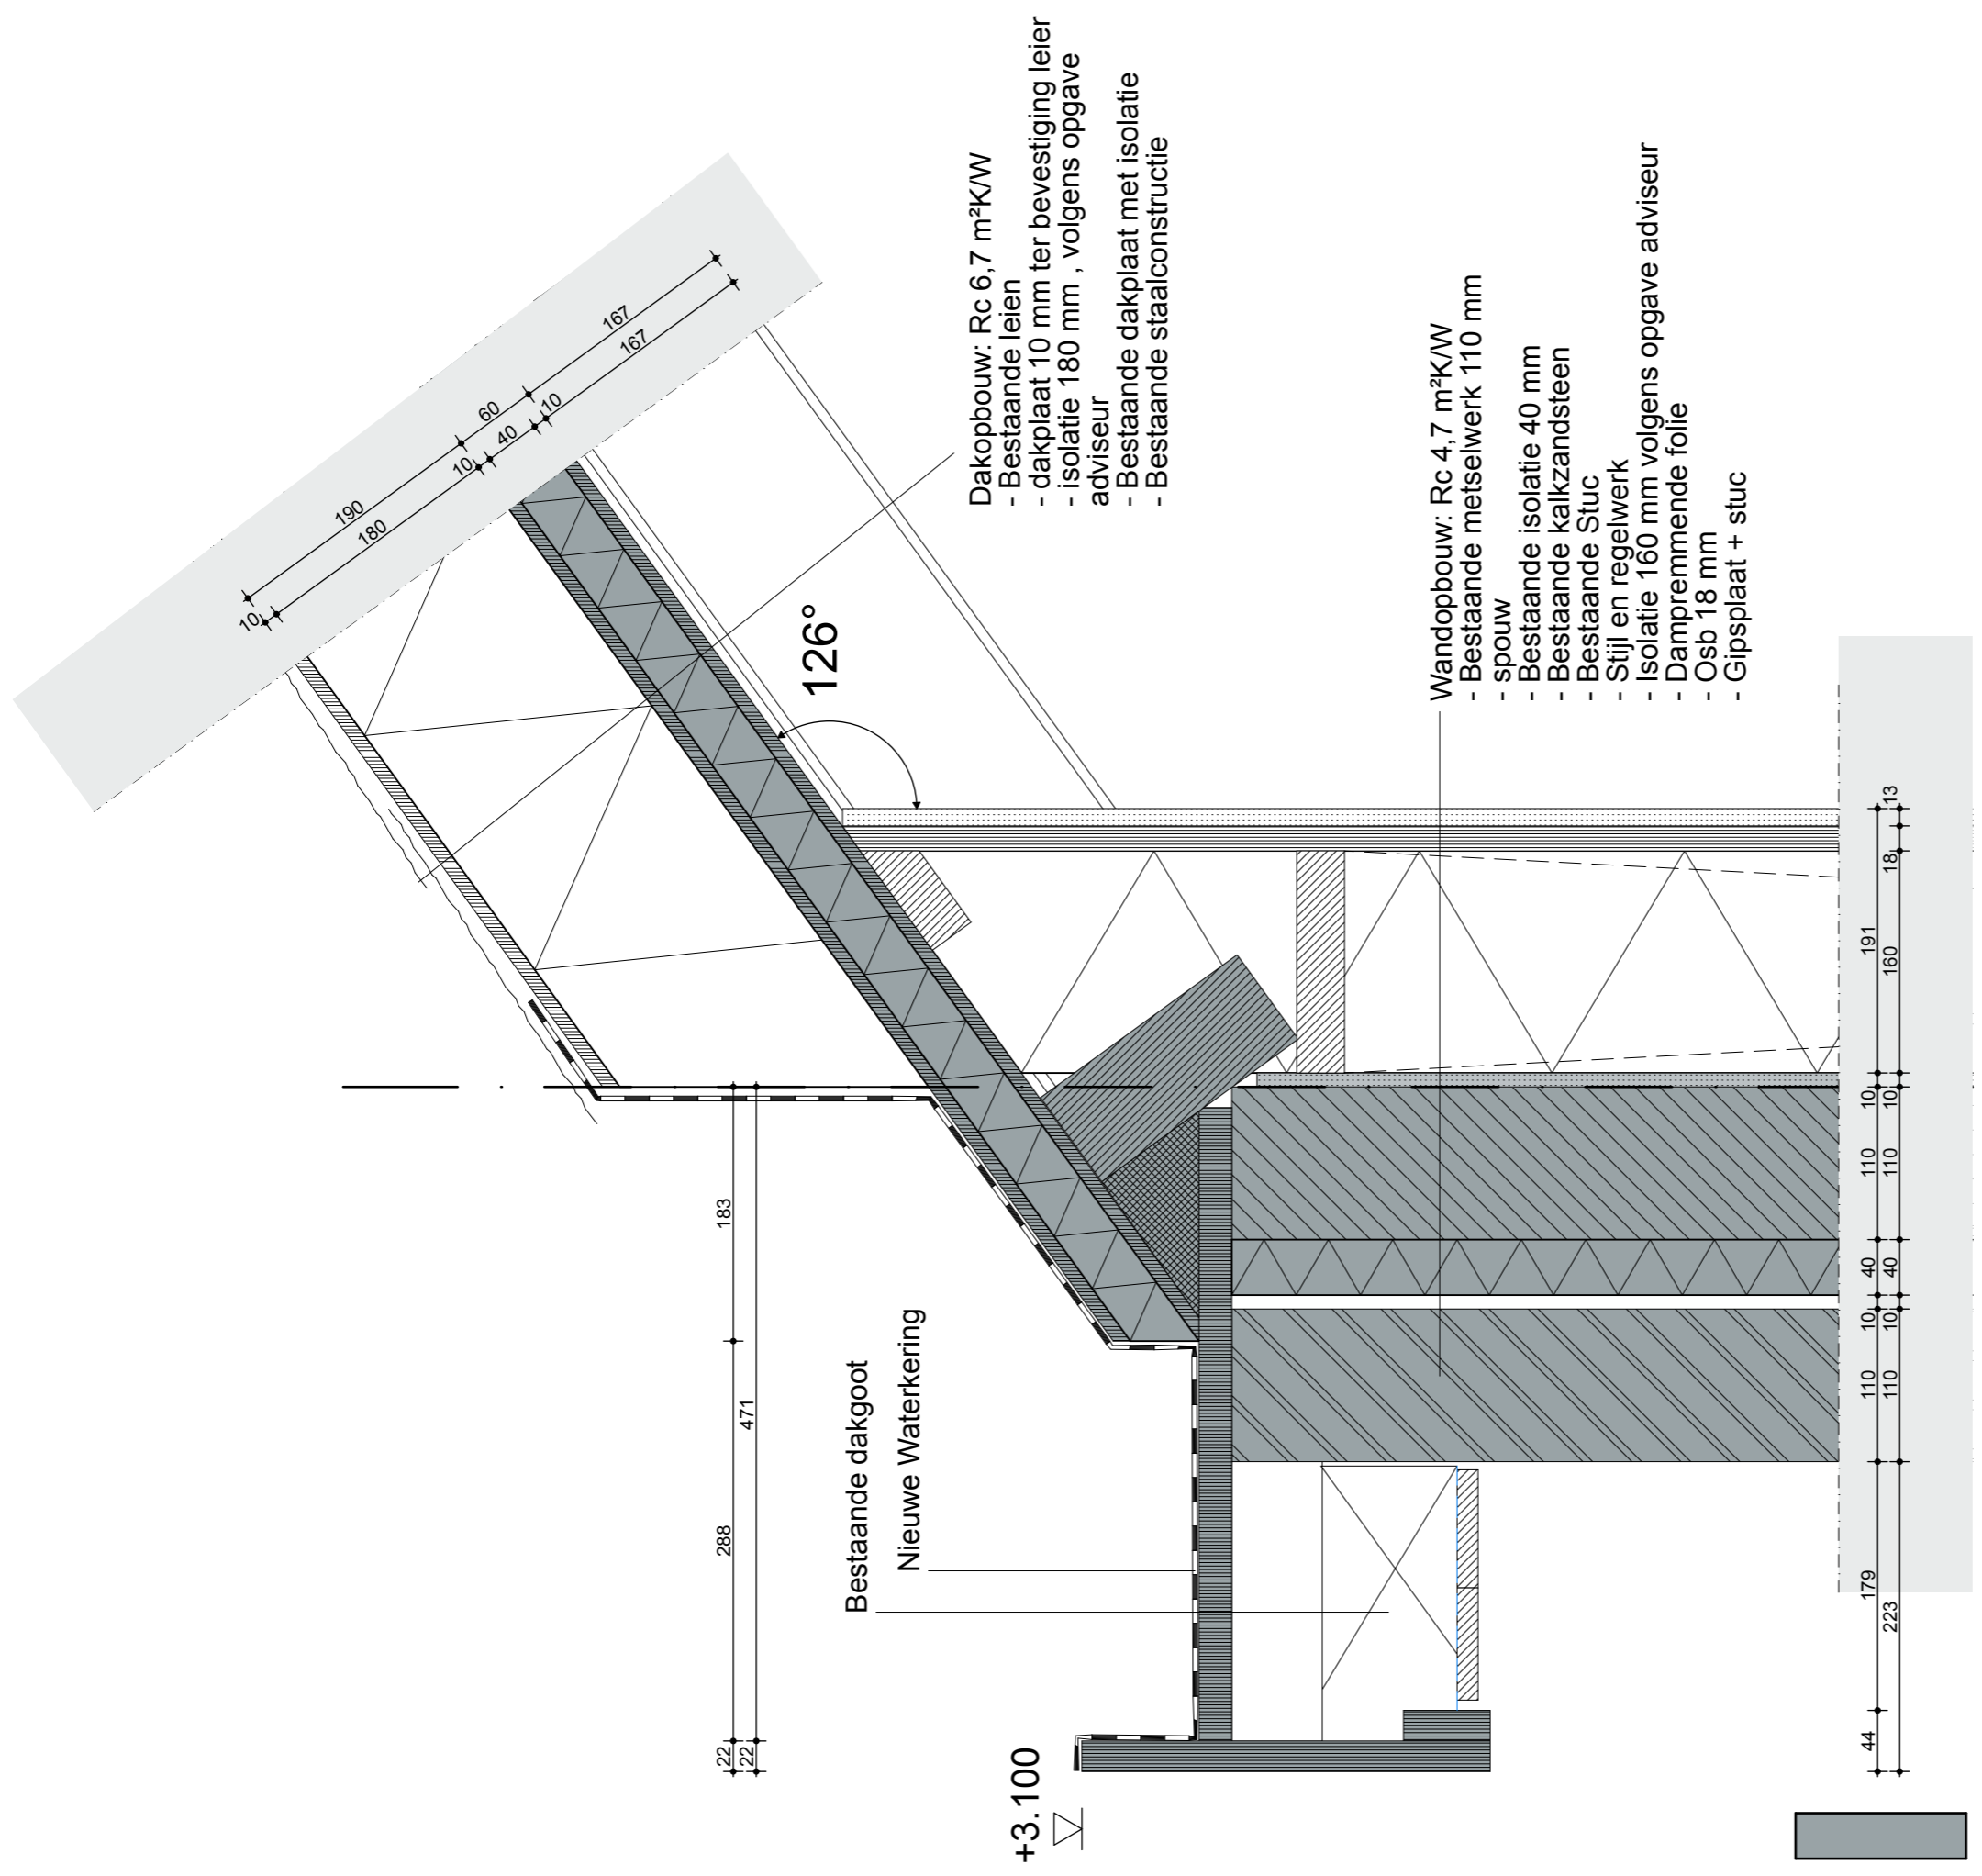 Dakopbouw: Rc 6,7 m²K/W
- Bestaande leien
- dakplaat 10 mm ter bevestiging leier
- isolatie 180 mm , volgens opgave
adviseur
- Bestaande dakplaat met isolatie
- Bestaande staalconstructie
Wandopbouw: Rc 4,7 m²K/W
- Bestaande metselwerk 110 mm
- spouw
- Bestaande isolatie 40 mm
- Bestaande kalkzandsteen
- Bestaande Stuc
- Stijl en regelwerk
- Isolatie 160 mm volgens opgave adviseur
- Dampremmende folie
- Osb 18 mm
- Gipsplaat + stuc
126°
190 60 167
10 180 10 40 10 167
22 288 183
22 471
Bestaande dakgoot
Nieuwe Waterkering
+3.100
44 179 110 10 40 110 10 191
223 110 10 40 110 10 160 18 13